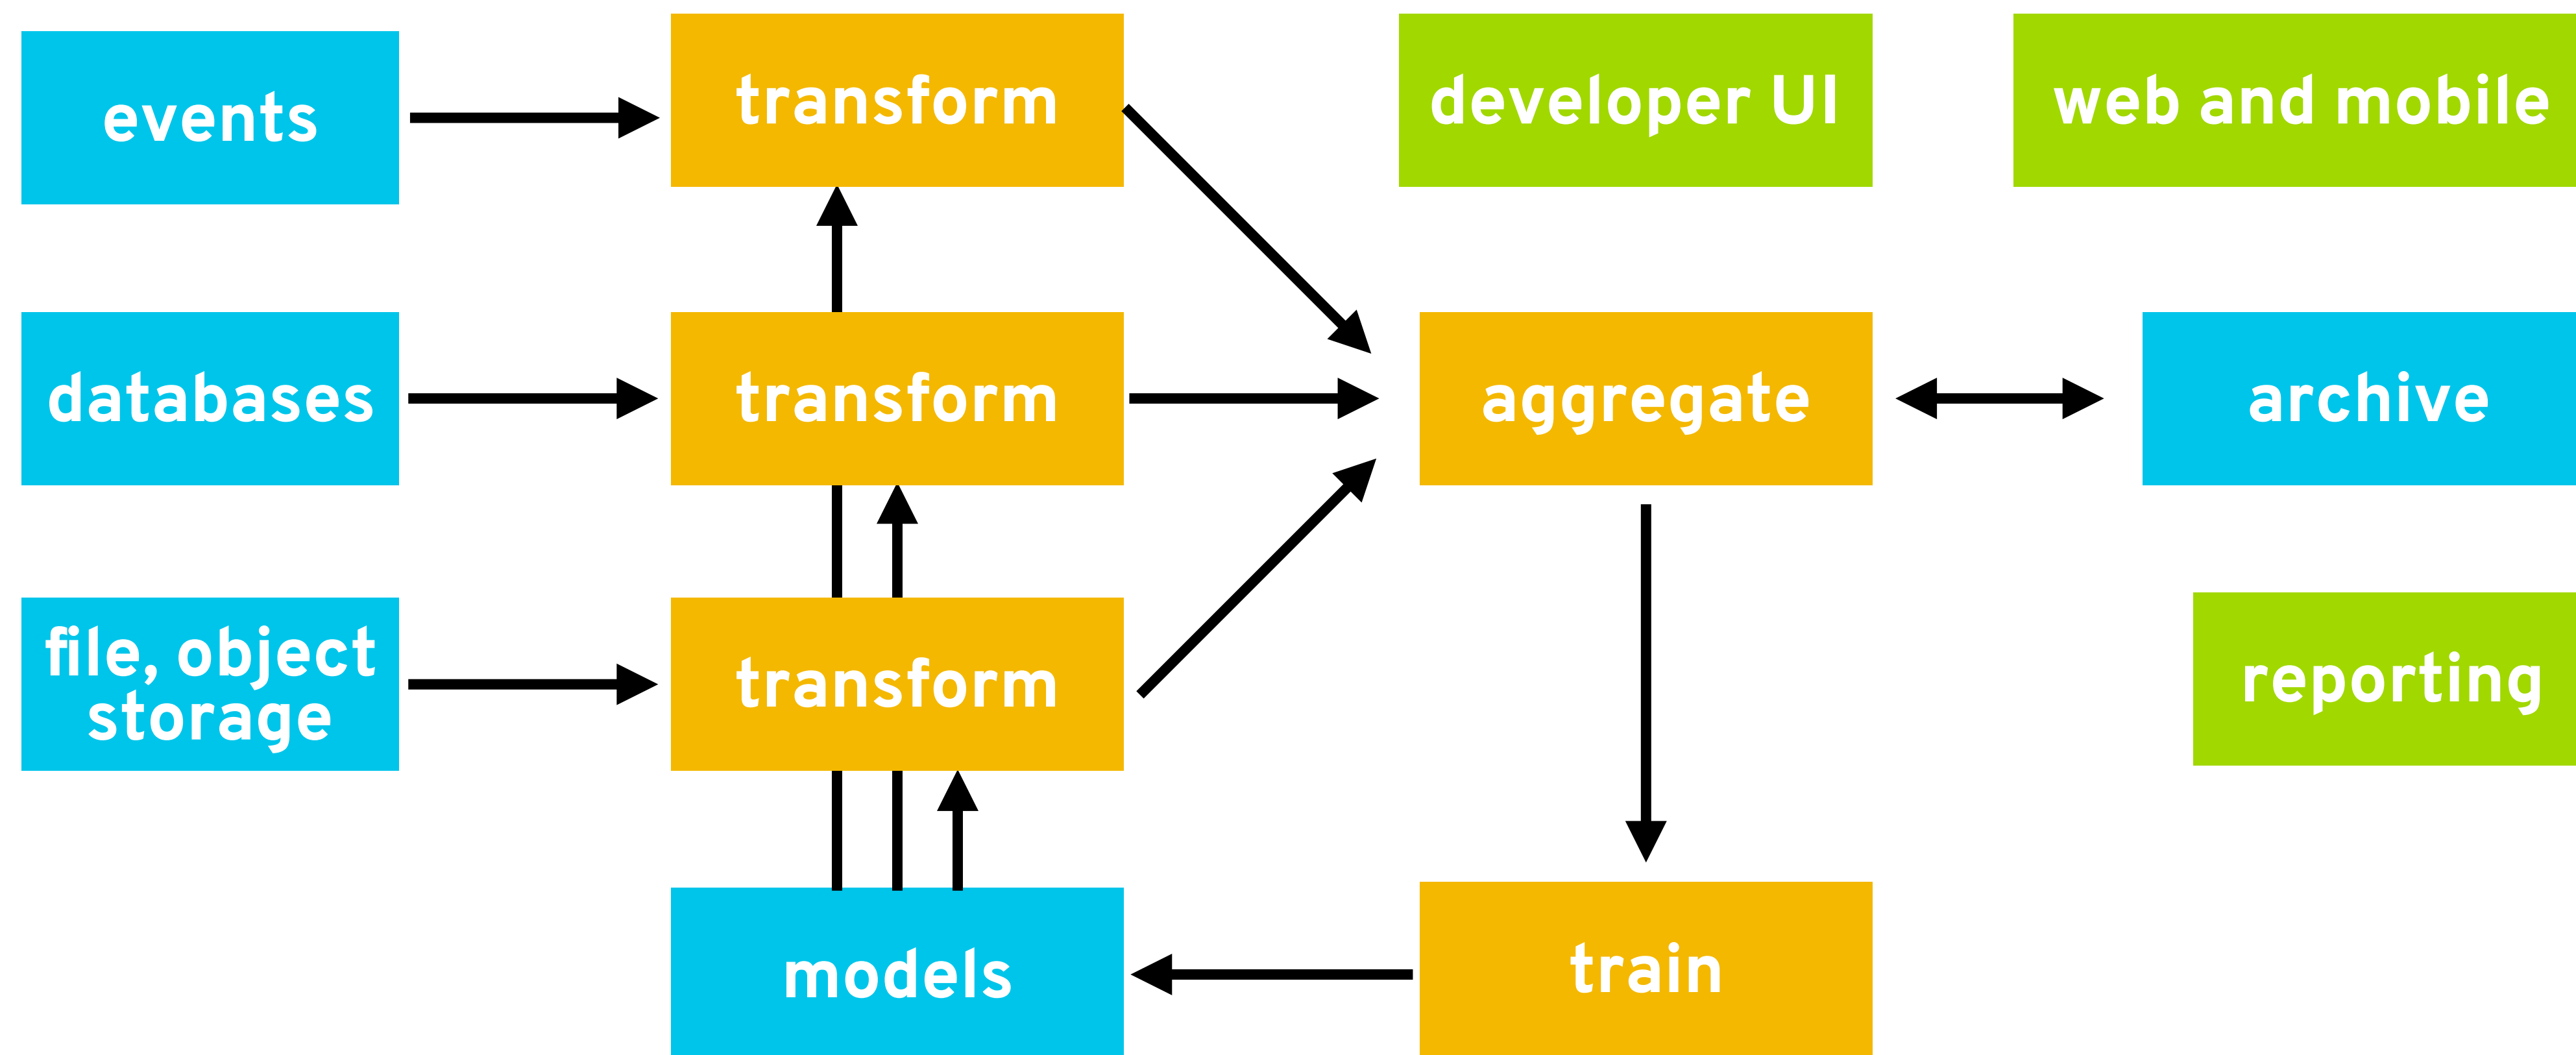 events
transform
developer UI
web and mobile
databases
transform
aggregate
archive
file, object
storage
transform
reporting
models
train